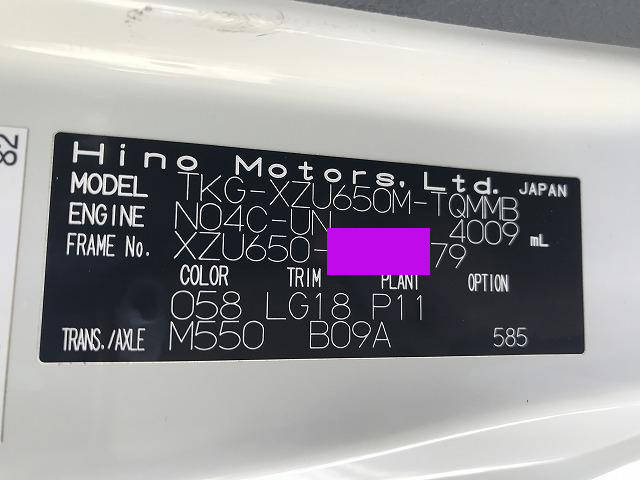 82
Hino Motors, Ltd. JAPAN
MODEL TKG-XZU650M-TQMMB
ENGINE N04C-UN 4009 mL
FRAME No. XZU650- 79
COLOR TRIM PLANT OPTION
058 LG18 P11
TRANS./AXLE M550 B09A 585